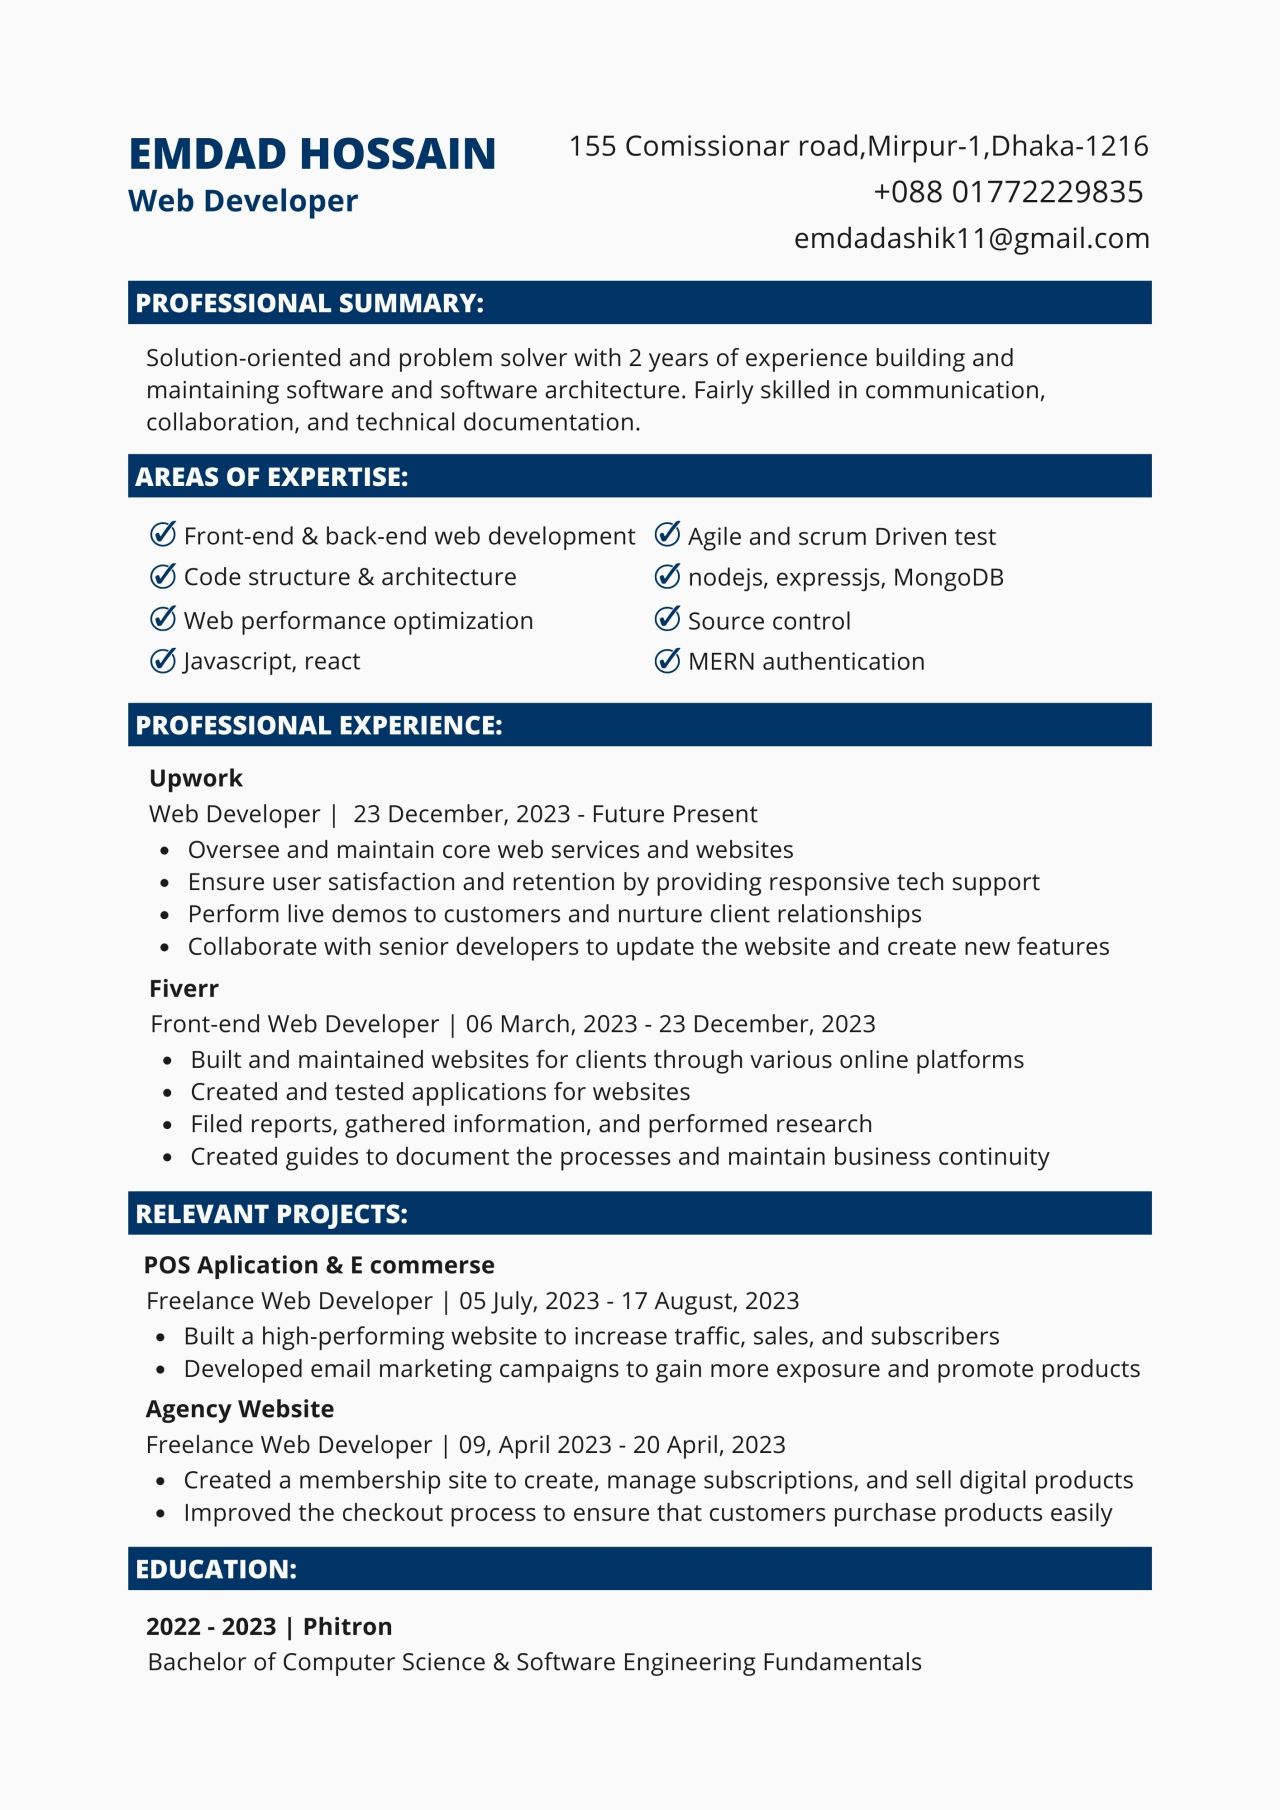 EMDAD HOSSAIN
Web Developer
155 Comissionar road,Mirpur-1,Dhaka-1216
+088 01772229835
emdadashik11@gmail.com
PROFESSIONAL SUMMARY:
Solution-oriented and problem solver with 2 years of experience building and
maintaining software and software architecture. Fairly skilled in communication,
collaboration, and technical documentation.
AREAS OF EXPERTISE:
Front-end & back-end web development
Code structure & architecture
Web performance optimization
Javascript, react
Agile and scrum Driven test
nodejs, expressjs, MongoDB
Source control
MERN authentication
PROFESSIONAL EXPERIENCE:
Upwork
Web Developer |  23 December, 2023 - Future Present
• Oversee and maintain core web services and websites
• Ensure user satisfaction and retention by providing responsive tech support
• Perform live demos to customers and nurture client relationships
• Collaborate with senior developers to update the website and create new features
Fiverr
Front-end Web Developer | 06 March, 2023 - 23 December, 2023
• Built and maintained websites for clients through various online platforms
• Created and tested applications for websites
• Filed reports, gathered information, and performed research
• Created guides to document the processes and maintain business continuity
RELEVANT PROJECTS:
POS Aplication & E commerse
Freelance Web Developer | 05 July, 2023 - 17 August, 2023
• Built a high-performing website to increase traffic, sales, and subscribers
• Developed email marketing campaigns to gain more exposure and promote products
Agency Website
Freelance Web Developer | 09, April 2023 - 20 April, 2023
• Created a membership site to create, manage subscriptions, and sell digital products
• Improved the checkout process to ensure that customers purchase products easily
EDUCATION:
2022 - 2023 | Phitron
Bachelor of Computer Science & Software Engineering Fundamentals